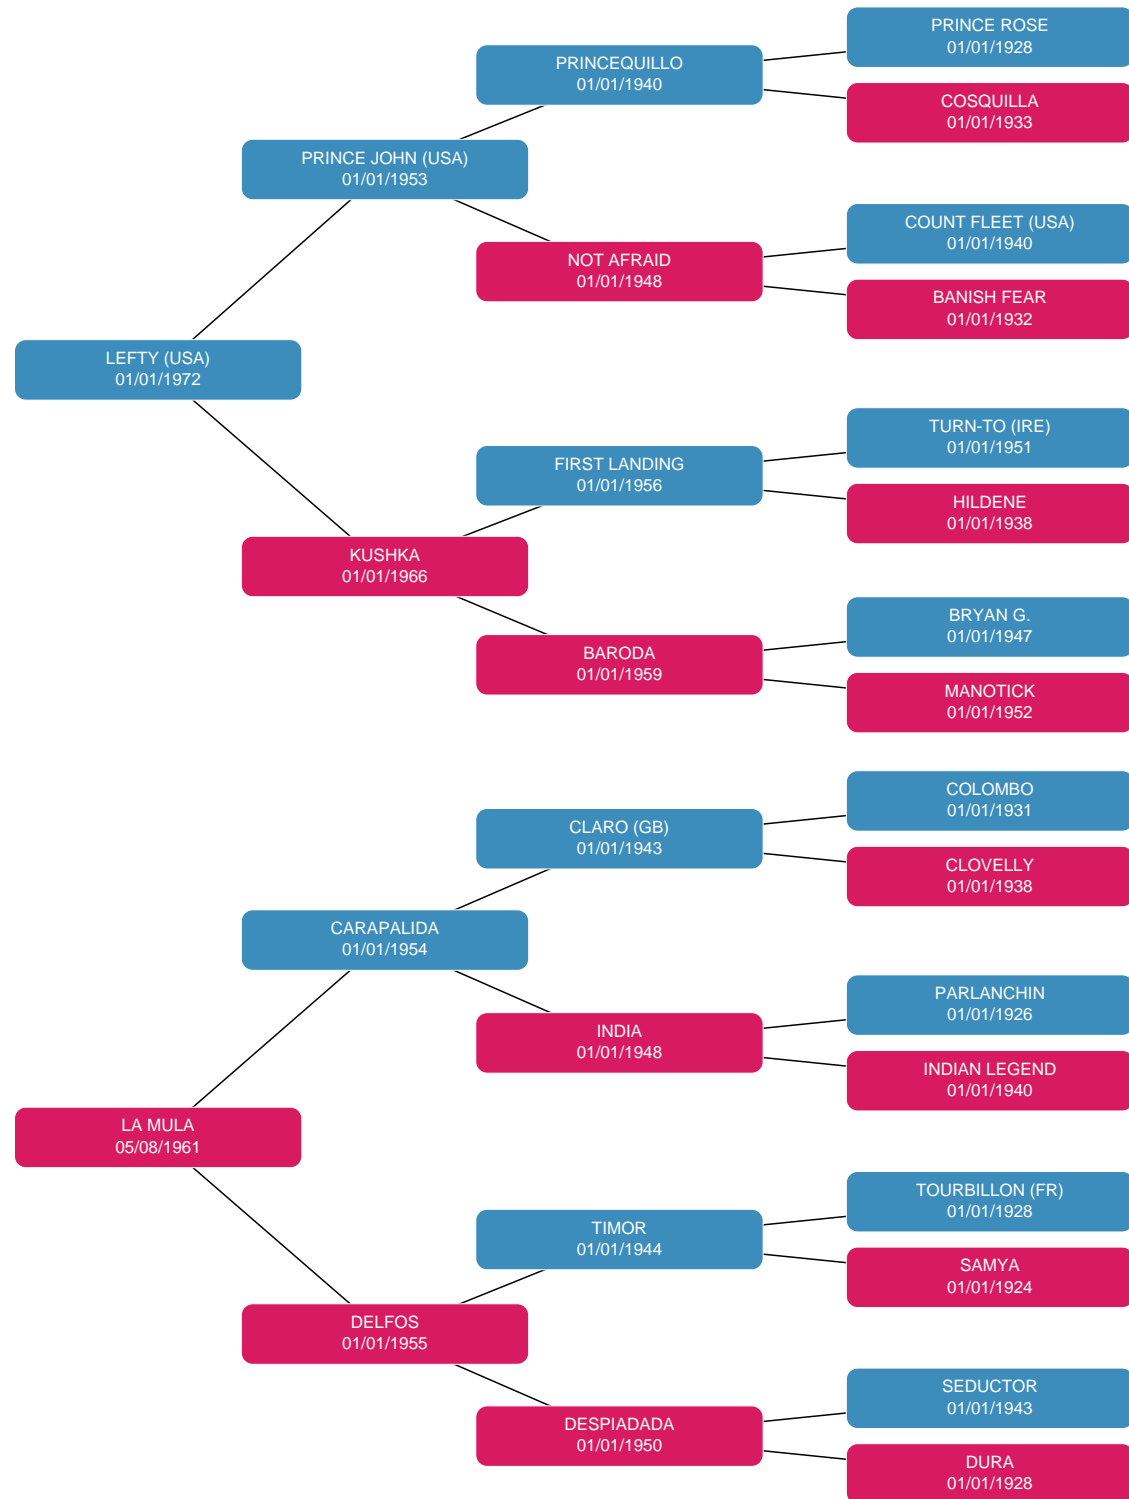 PRINCE ROSE
01/01/1928
PRINCEQUILLO
01/01/1940
COSQUILLA
01/01/1933
PRINCE JOHN (USA)
01/01/1953
COUNT FLEET (USA)
01/01/1940
NOT AFRAID
01/01/1948
BANISH FEAR
01/01/1932
LEFTY (USA)
01/01/1972
TURN-TO (IRE)
01/01/1951
FIRST LANDING
01/01/1956
HILDENE
01/01/1938
KUSHKA
01/01/1966
BRYAN G.
01/01/1947
BARODA
01/01/1959
MANOTICK
01/01/1952
COLOMBO
01/01/1931
CLARO (GB)
01/01/1943
CLOVELLY
01/01/1938
CARAPALIDA
01/01/1954
PARLANCHIN
01/01/1926
INDIA
01/01/1948
INDIAN LEGEND
01/01/1940
LA MULA
05/08/1961
TOURBILLON (FR)
01/01/1928
TIMOR
01/01/1944
SAMYA
01/01/1924
DELFOS
01/01/1955
SEDUCTOR
01/01/1943
DESPIADADA
01/01/1950
DURA
01/01/1928